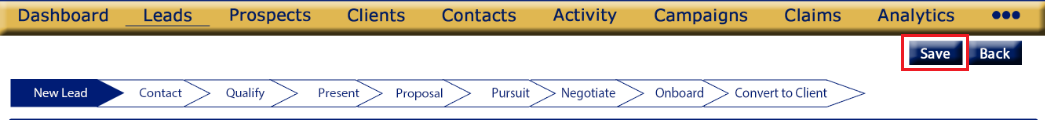 Dashboard Leads Prospects Clients Contacts Activity Campaigns Claims Analytics •••
Save Back
New Lead Contact Qualify Present Proposal Pursuit Negotiate Onboard Convert to Client